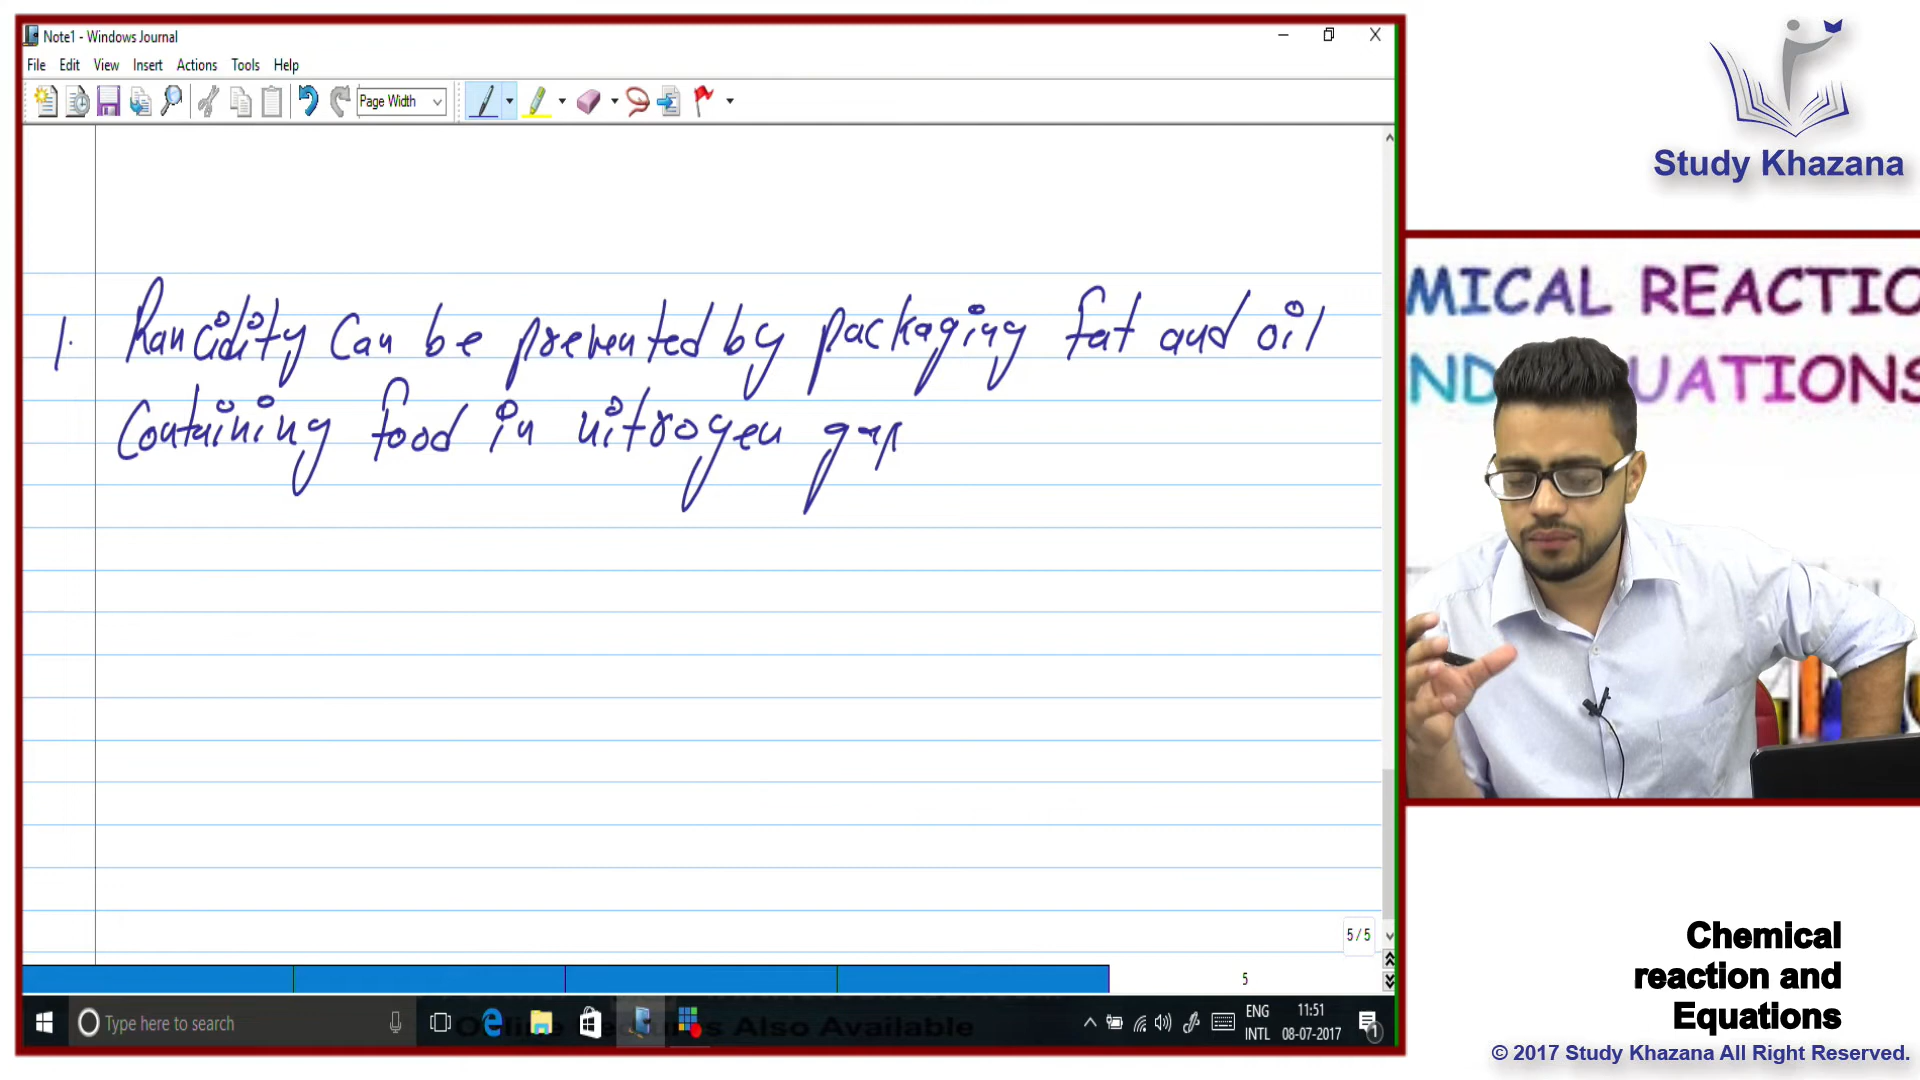 Note1 - Windows Journal
File Edit View Insert Actions Tools Help
Page Width
Study Khazana
1. Rancidity Can be prevented by packaging fat and oil
Containing food in nitrogen gas
MICAL REACTIO
ND UATIONS
5 / 5
5
Type here to search
Also Available
ENG
INTL
11:51
08-07-2017
1
Chemical
reaction and
Equations
© 2017 Study Khazana All Right Reserved.